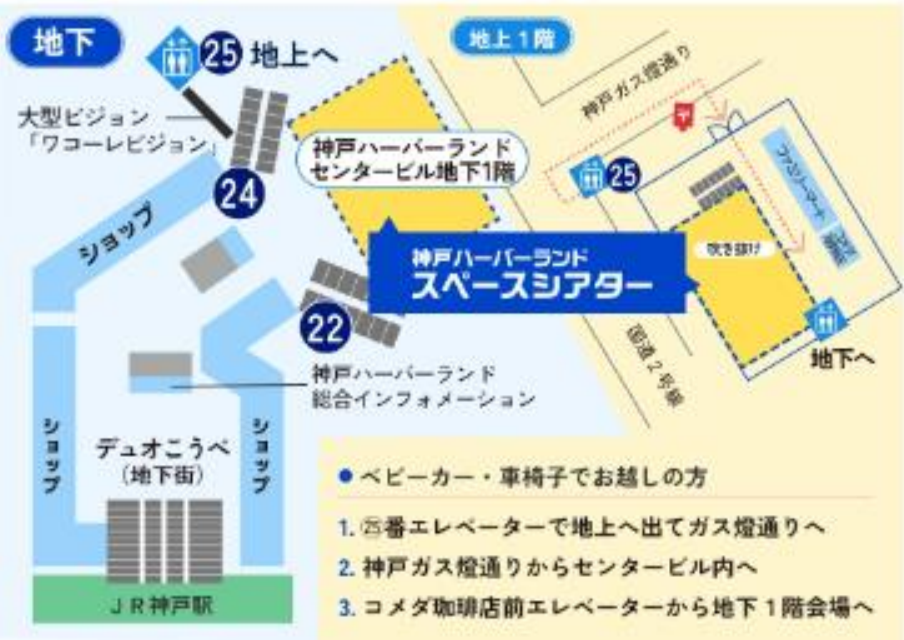 地下
25 地上へ
大型ビジョン
「ワコーレビジョン」
24
神戸ハーバーランド
センタービル地下1階
ショップ
神戸ハーバーランド
スペースシアター
22
神戸ハーバーランド
総合インフォメーション
ショップ
デュオこうべ
(地下街)
ショップ
JR神戸駅
地上1階
神戸ガス燈通り
25
ファミリーマート
吹き抜け
地下へ
国道2号線
● ベビーカー・車椅子でお越しの方
1. ㉕番エレベーターで地上へ出てガス燈通りへ
2. 神戸ガス燈通りからセンタービル内へ
3. コメダ珈琲店前エレベーターから地下1階会場へ